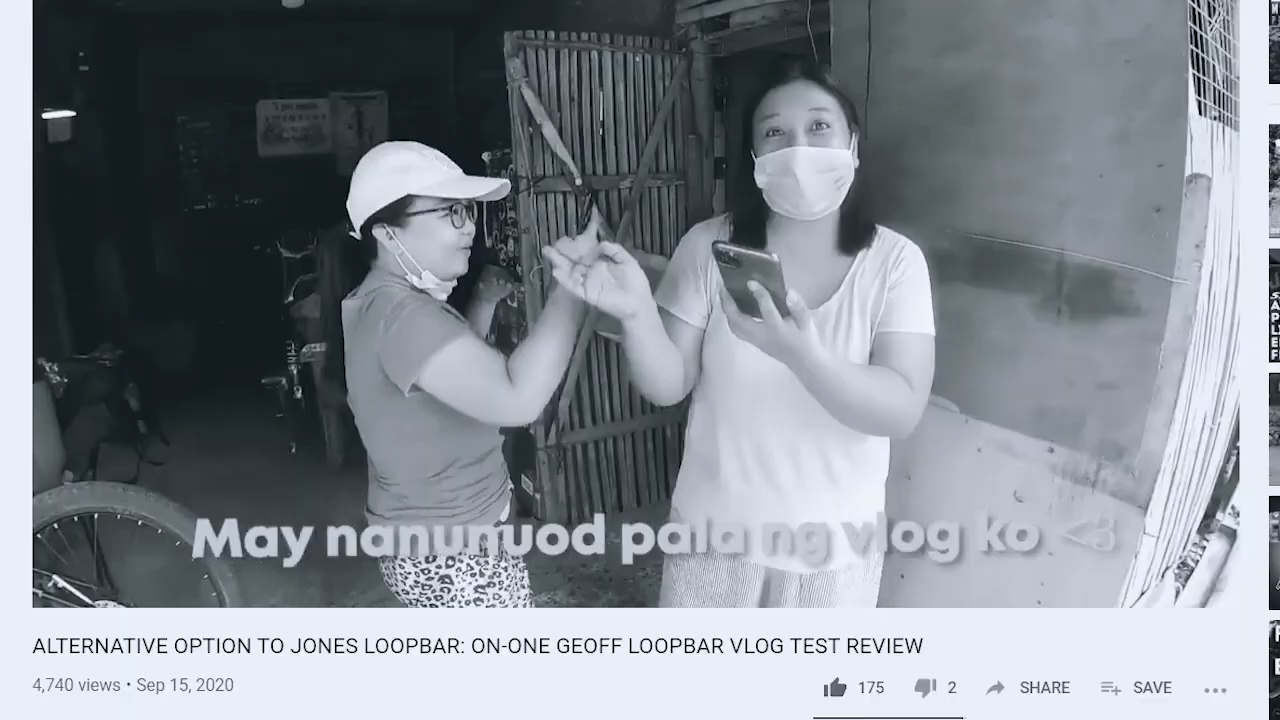 May nanunuod pala ng vlog ko <3
ALTERNATIVE OPTION TO JONES LOOPBAR: ON-ONE GEOFF LOOPBAR VLOG TEST REVIEW
4,740 views • Sep 15, 2020
175 2 SHARE SAVE